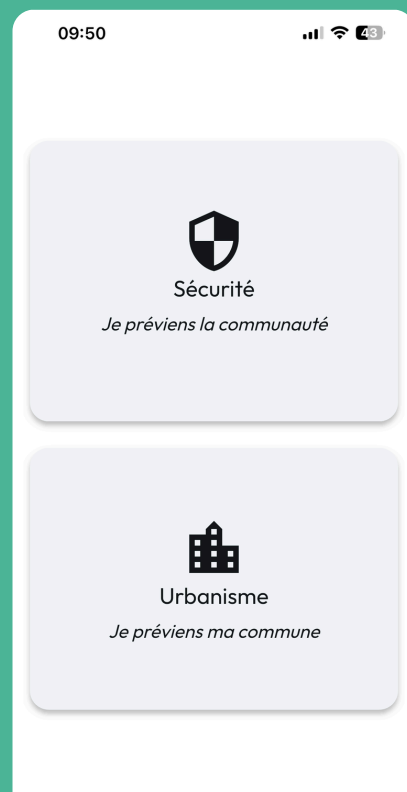 09:50
43
Sécurité
Je préviens la communauté
Urbanisme
Je préviens ma commune